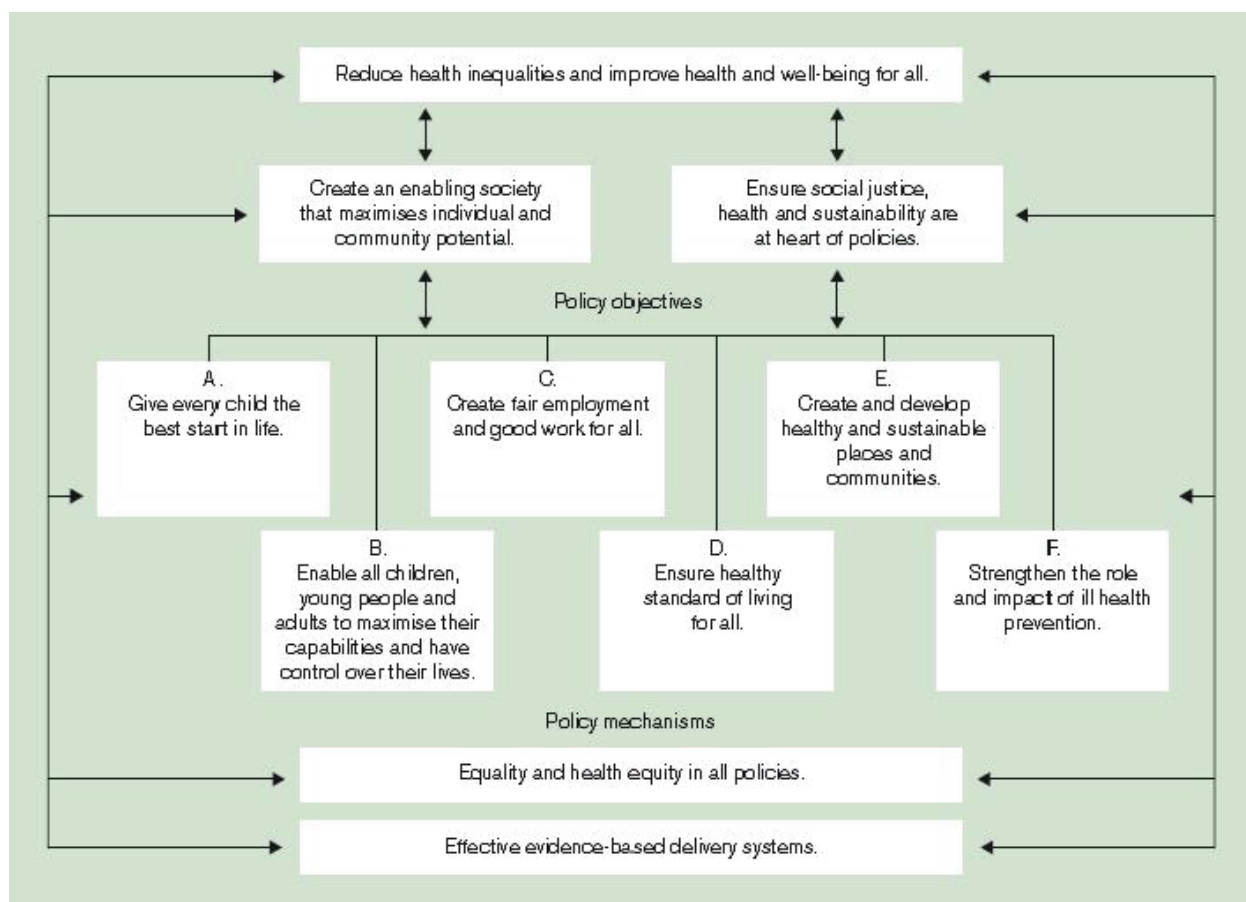 Reduce health inequalities and improve health and well-being for all.
Create an enabling society
that maximises individual and
community potential.
Ensure social justice,
health and sustainability are
at heart of policies.
Policy objectives
A.
Give every child the
best start in life.
B.
Enable all children,
young people and
adults to maximise their
capabilities and have
control over their lives.
C.
Create fair employment
and good work for all.
D.
Ensure healthy
standard of living
for all.
E.
Create and develop
healthy and sustainable
places and
communities.
F.
Strengthen the role
and impact of ill health
prevention.
Policy mechanisms
Equality and health equity in all policies.
Effective evidence-based delivery systems.